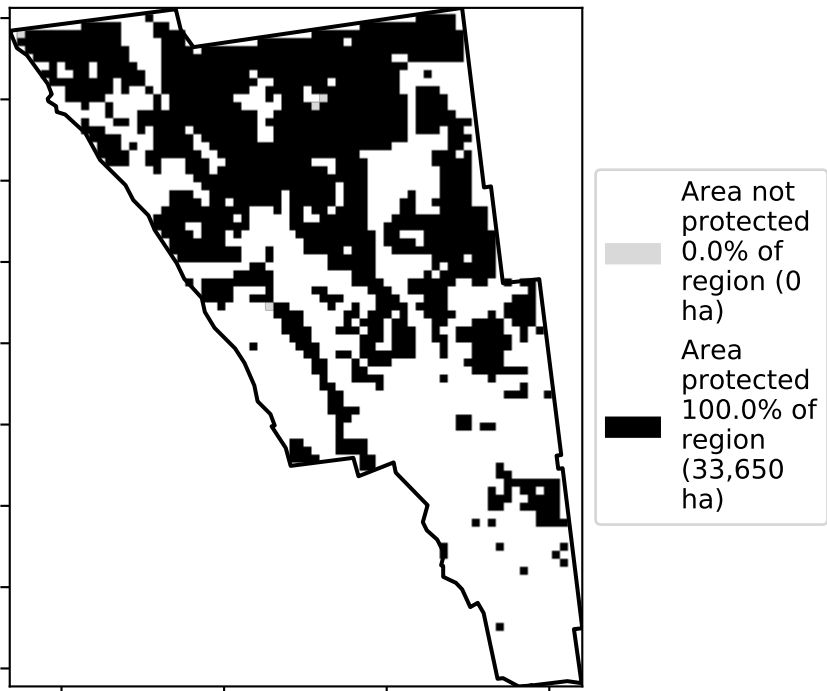 Area not
protected
0.0% of
region (0
ha)
Area
protected
100.0% of
region
(33,650
ha)